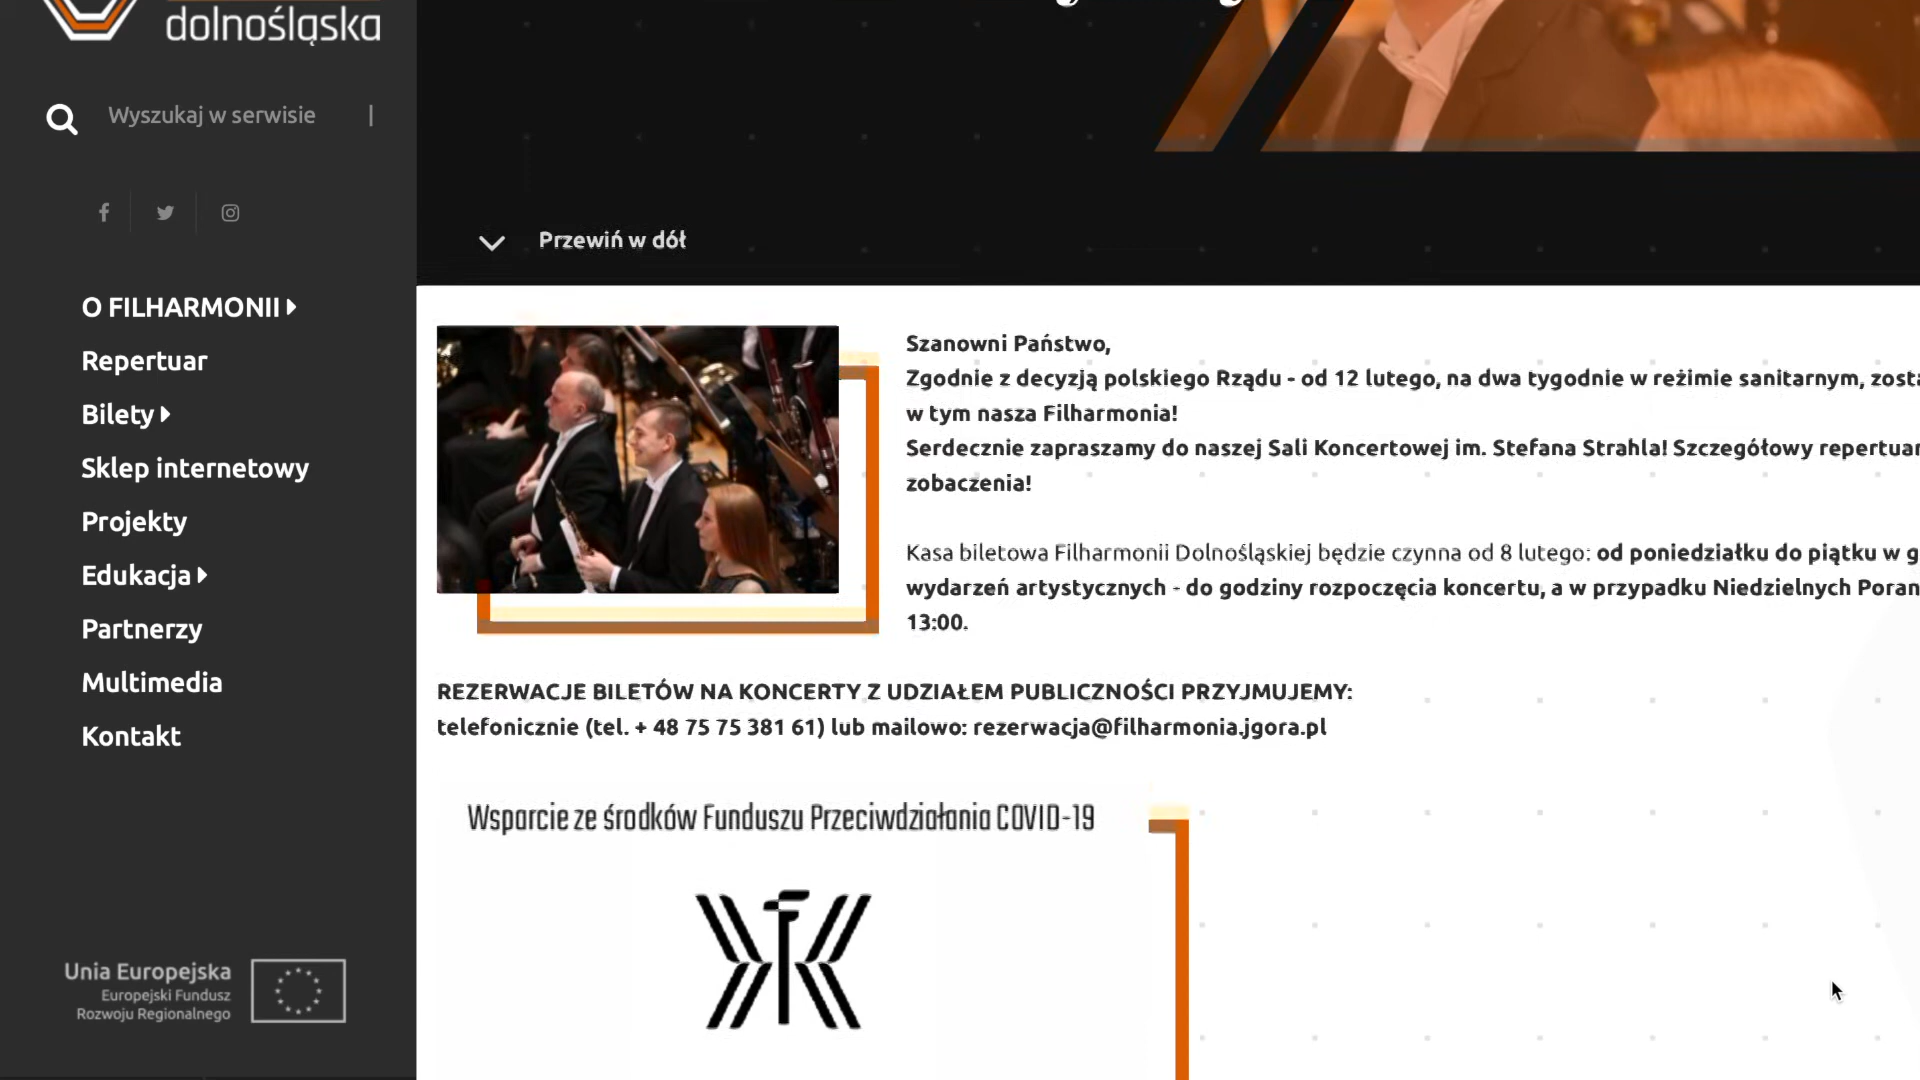 dolnośląska
Wyszukaj w serwisie
O FILHARMONII
Repertuar
Bilety
Sklep internetowy
Projekty
Edukacja
Partnerzy
Multimedia
Kontakt
Unia Europejska
Europejski Fundusz
Rozwoju Regionalnego
Przewiń w dół
Szanowni Państwo,
Zgodnie z decyzją polskiego Rządu - od 12 lutego, na dwa tygodnie w reżimie sanitarnym,
w tym nasza Filharmonia!
Serdecznie zapraszamy do naszej Sali Koncertowej im. Stefana Strahla! Szczegółowy repertuar
zobaczenia!
Kasa biletowa Filharmonii Dolnośląskiej będzie czynna od 8 lutego: od poniedziałku do piątku w
wydarzeń artystycznych - do godziny rozpoczęcia koncertu, a w przypadku Niedzielnych
13:00.
REZERWACJE BILETÓW NA KONCERTY Z UDZIAŁEM PUBLICZNOŚCI PRZYJMUJEMY:
telefonicznie (tel. + 48 75 75 381 61) lub mailowo: rezerwacja@filharmonia.jgora.pl
Wsparcie ze środków Funduszu Przeciwdziałania COVID-19